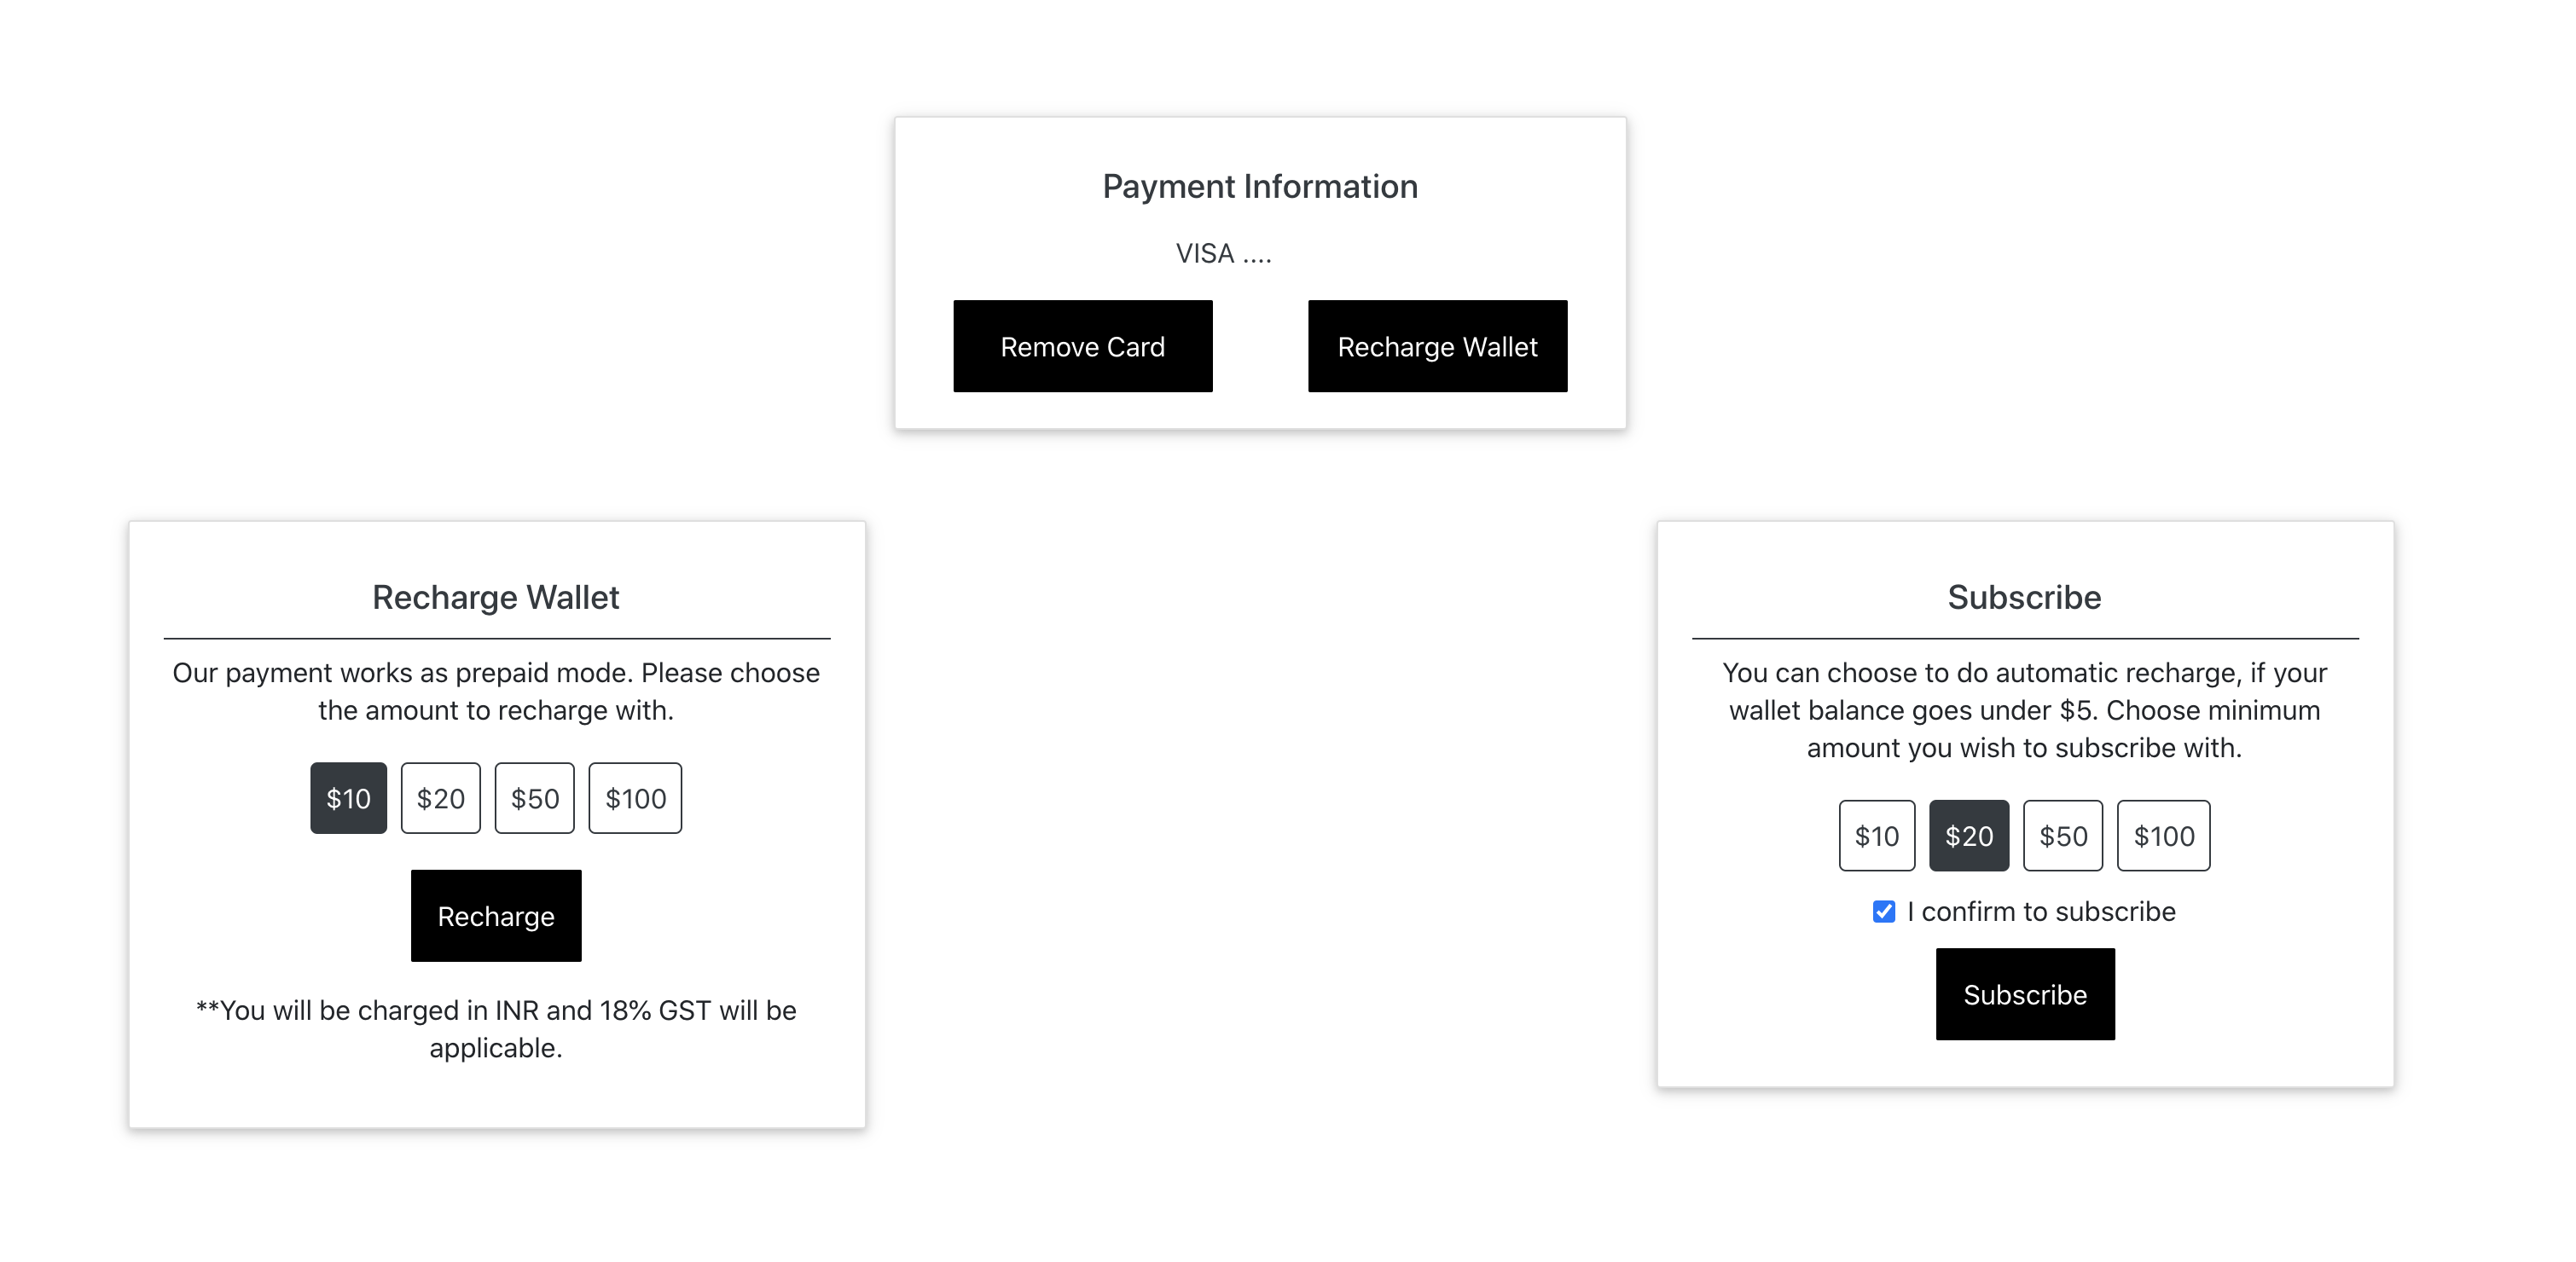 Payment Information
VISA ....
Remove Card
Recharge Wallet
Recharge Wallet
Our payment works as prepaid mode. Please choose
the amount to recharge with.
$10 $20 $50 $100
Recharge
**You will be charged in INR and 18% GST will be
applicable.
Subscribe
You can choose to do automatic recharge, if your
wallet balance goes under $5. Choose minimum
amount you wish to subscribe with.
$10 $20 $50 $100
I confirm to subscribe
Subscribe